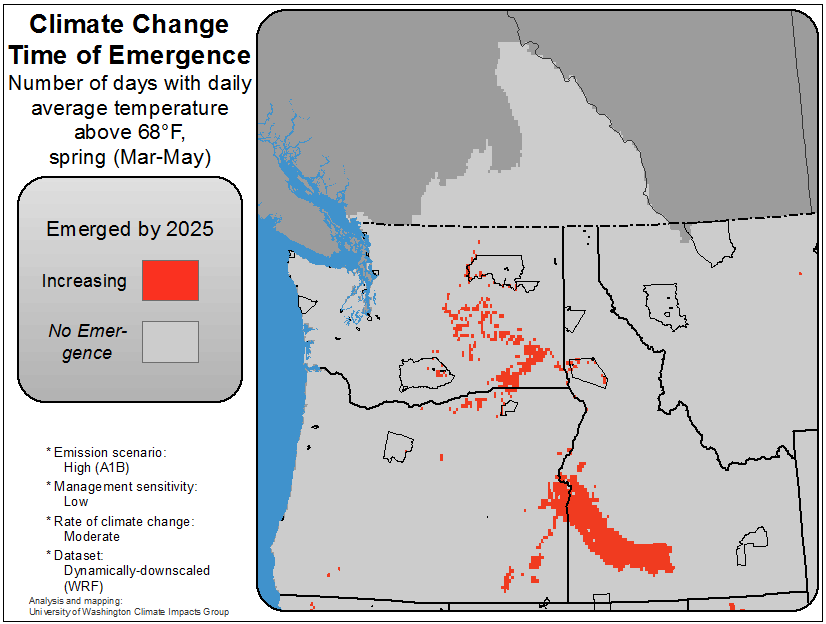 Climate Change
Time of Emergence
Number of days with daily
average temperature
above 68°F,
spring (Mar-May)
Emerged by 2025
Increasing
No Emer-
gence
* Emission scenario:
High (A1B)
* Management sensitivity:
Low
* Rate of climate change:
Moderate
* Dataset:
Dynamically-downscaled
(WRF)
Analysis and mapping:
University of Washington Climate Impacts Group